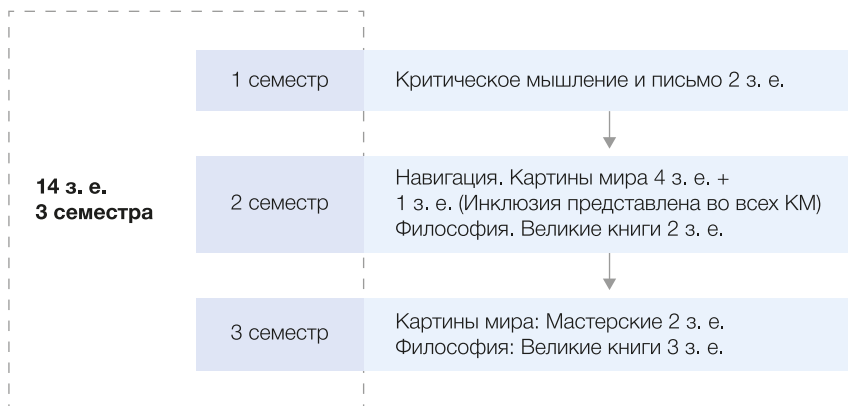 14 з. е.
3 семестра
1 семестр
Критическое мышление и письмо 2 з. е.
2 семестр
Навигация. Картины мира 4 з. е. +
1 з. е. (Инклюзия представлена во всех КМ)
Философия. Великие книги 2 з. е.
3 семестр
Картины мира: Мастерские 2 з. е.
Философия: Великие книги 3 з. е.